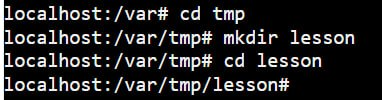 localhost:/var# cd tmp
localhost:/var/tmp# mkdir lesson
localhost:/var/tmp# cd lesson
localhost:/var/tmp/lesson#